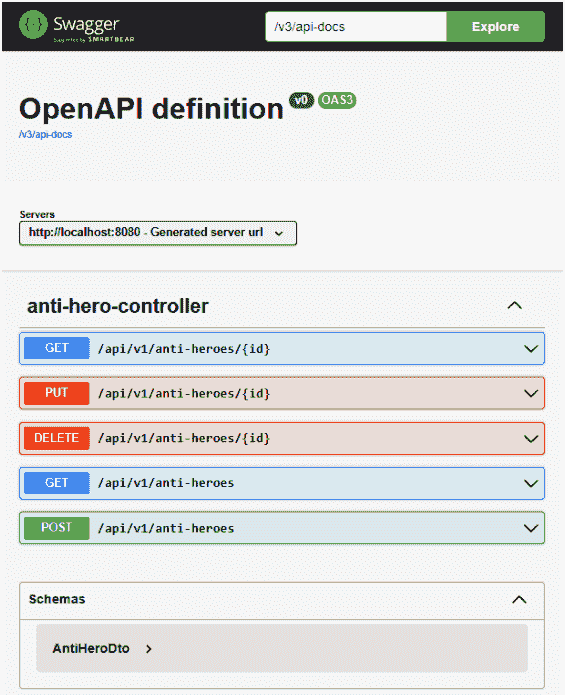 Swagger
Supported by SMARTBEAR
/v3/api-docs
Explore
OpenAPI definition v0 OAS3
/v3/api-docs
Servers
http://localhost:8080 - Generated server url
anti-hero-controller
GET /api/v1/anti-heroes/{id}
PUT /api/v1/anti-heroes/{id}
DELETE /api/v1/anti-heroes/{id}
GET /api/v1/anti-heroes
POST /api/v1/anti-heroes
Schemas
AntiHeroDto